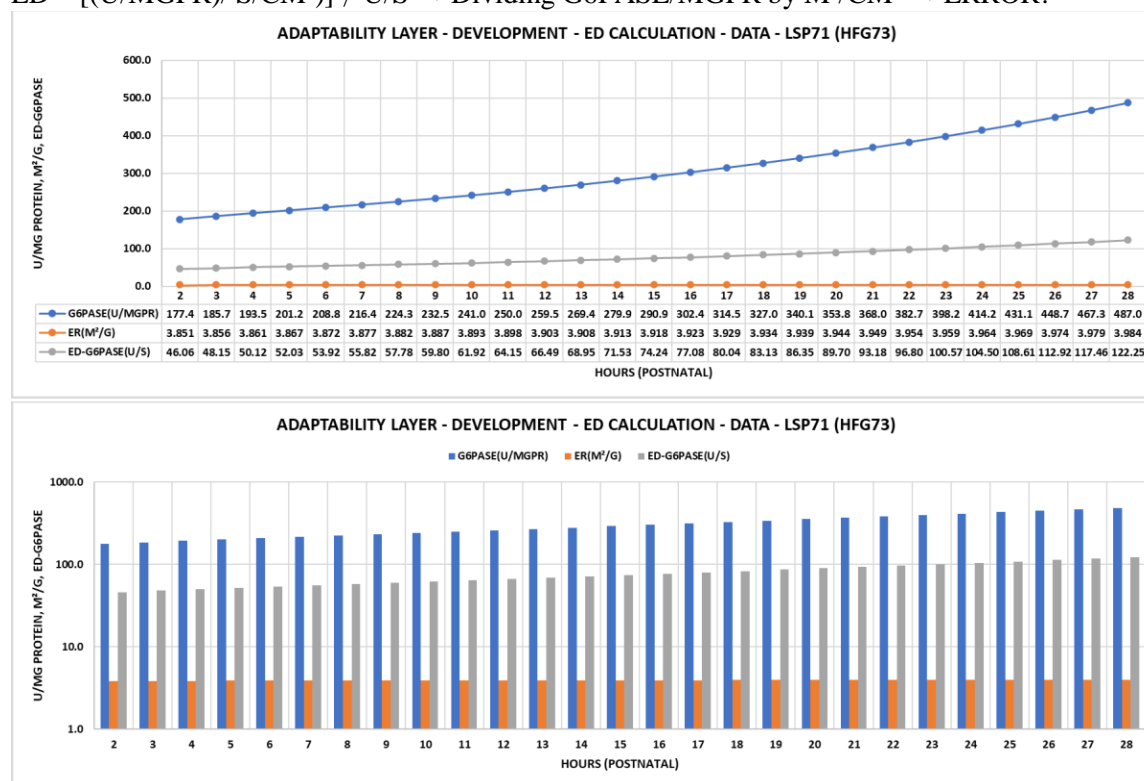 ED = [(U/MGPR)/ S/CM³)] / U/S → Dividing G6PASE/MGPR by M²/CM³ → ERROR!
ADAPTABILITY LAYER - DEVELOPMENT - ED CALCULATION - DATA - LSP71 (HFG73)
U/MG PROTEIN, M²/G, ED-G6PASE
600.0
500.0
400.0
300.0
200.0
100.0
0.0
2 3 4 5 6 7 8 9 10 11 12 13 14 15 16 17 18 19 20 21 22 23 24 25 26 27 28
G6PASE(U/MGPR) 177.4 185.7 193.5 201.2 208.8 216.4 224.3 232.5 241.0 250.0 259.5 269.4 279.9 290.9 302.4 314.5 327.0 340.1 353.8 368.0 382.7 398.2 414.2 431.1 448.7 467.3 487.0
ER(M²/G) 3.851 3.856 3.861 3.867 3.872 3.877 3.882 3.887 3.893 3.898 3.903 3.908 3.913 3.918 3.923 3.929 3.934 3.939 3.944 3.949 3.954 3.959 3.964 3.969 3.974 3.979 3.984
ED-G6PASE(U/S) 46.06 48.15 50.12 52.03 53.92 55.82 57.78 59.80 61.92 64.15 66.49 68.95 71.53 74.24 77.08 80.04 83.13 86.35 89.70 93.18 96.80 100.57 104.50 108.61 112.92 117.46 122.25
HOURS (POSTNATAL)
ADAPTABILITY LAYER - DEVELOPMENT - ED CALCULATION - DATA - LSP71 (HFG73)
G6PASE(U/MGPR) ER(M²/G) ED-G6PASE(U/S)
U/MG PROTEIN, M²/G, ED-G6PASE
1000.0
100.0
10.0
1.0
2 3 4 5 6 7 8 9 10 11 12 13 14 15 16 17 18 19 20 21 22 23 24 25 26 27 28
HOURS (POSTNATAL)